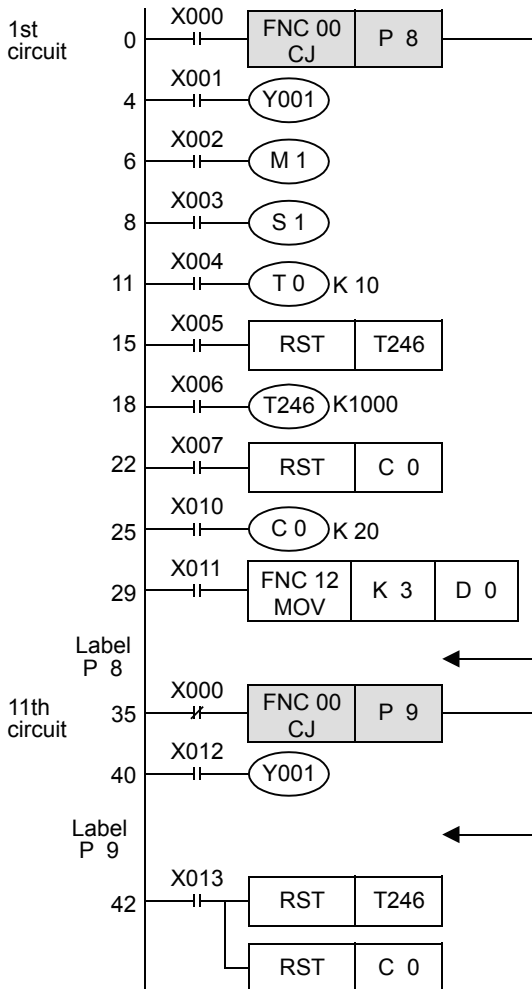 1st circuit
0 X000 FNC 00 CJ P 8
4 X001 Y001
6 X002 M 1
8 X003 S 1
11 X004 T 0 K 10
15 X005 RST T246
18 X006 T246 K1000
22 X007 RST C 0
25 X010 C 0 K 20
29 X011 FNC 12 MOV K 3 D 0
Label P 8
11th circuit
35 X000 FNC 00 CJ P 9
40 X012 Y001
Label P 9
42 X013 RST T246
RST C 0